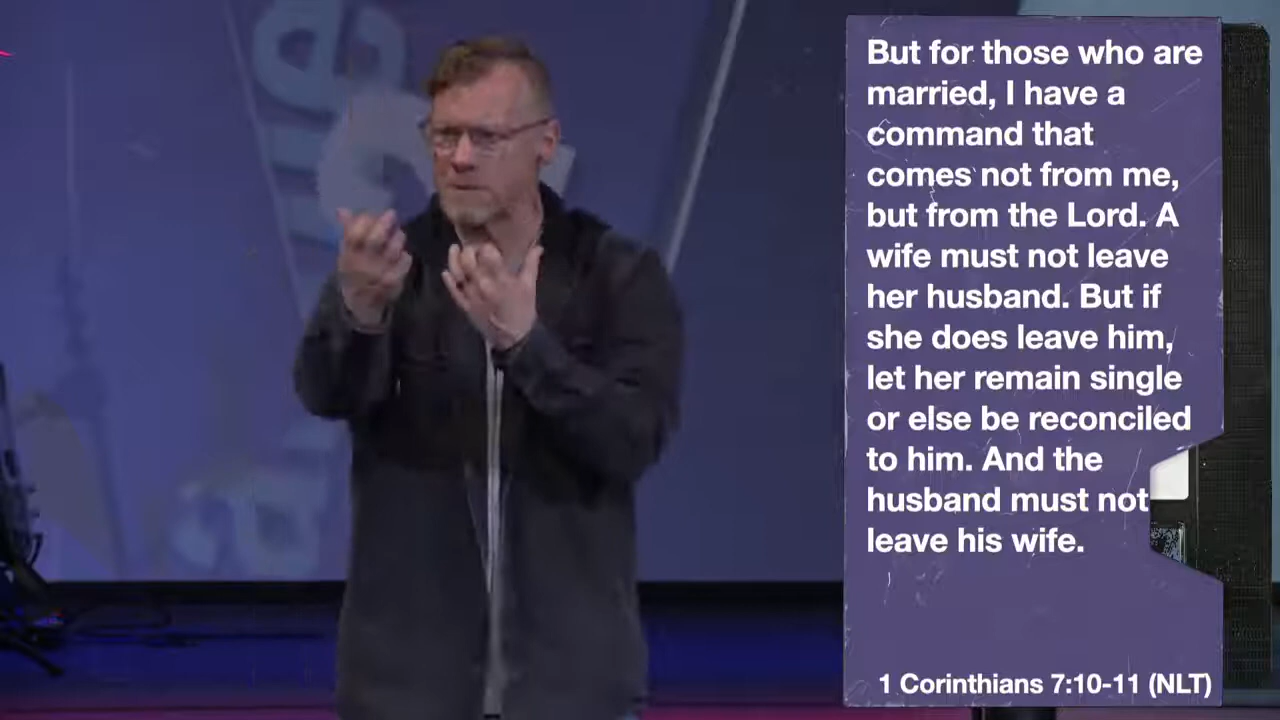 But for those who are
married, I have a
command that
comes not from me,
but from the Lord. A
wife must not leave
her husband. But if
she does leave him,
let her remain single
or else be reconciled
to him. And the
husband must not
leave his wife.
1 Corinthians 7:10-11 (NLT)